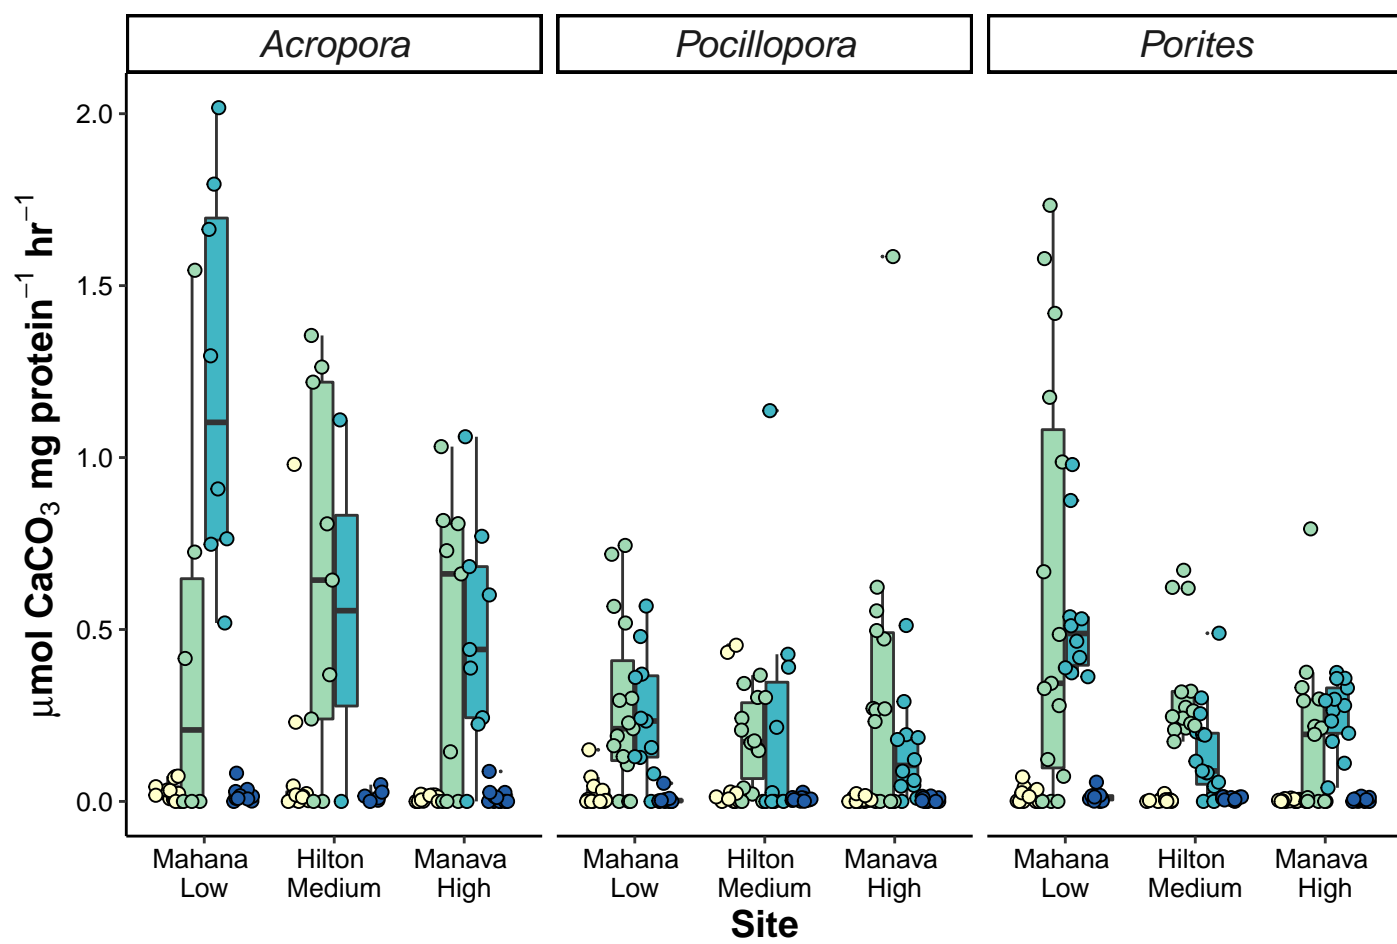 Acropora Pocillopora Porites
μmol CaCO₃ mg protein⁻¹ hr⁻¹
2.0
1.5
1.0
0.5
0.0
Mahana Hilton Manava Mahana Hilton Manava Mahana Hilton Manava
Low Medium High Low Medium High Low Medium High
Site